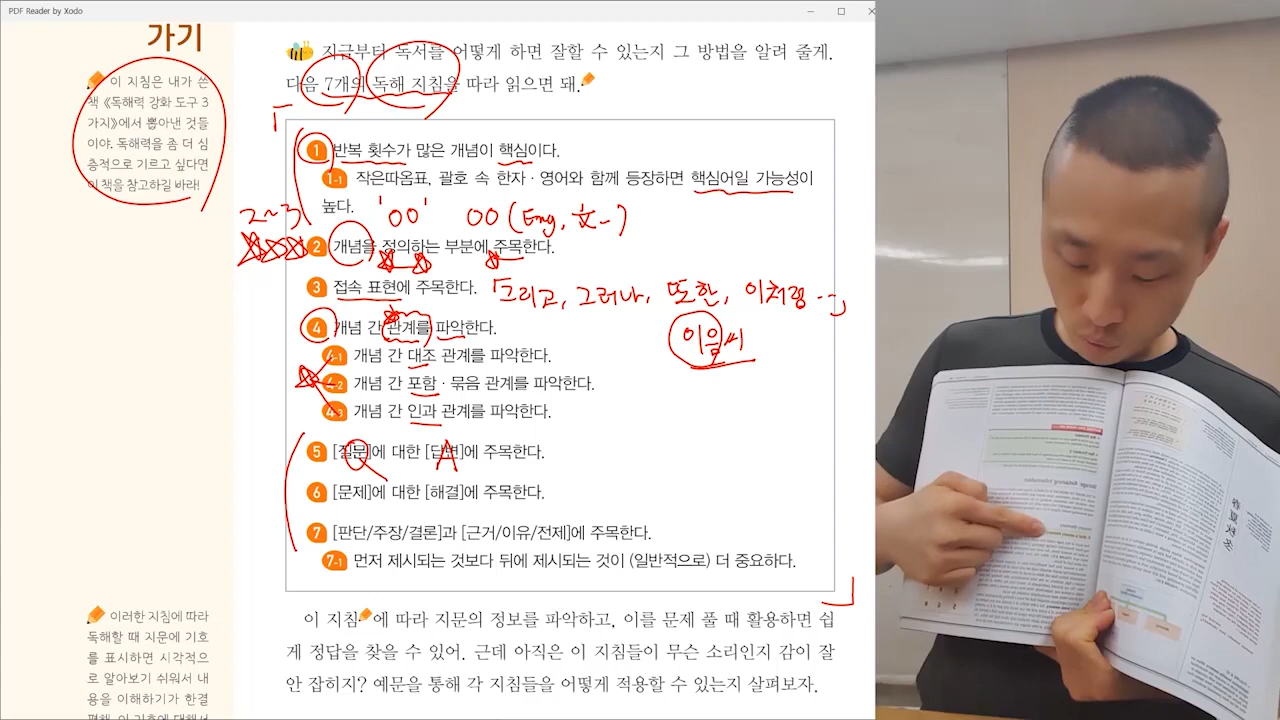 PDF Reader by Xodo
가기
이 지침은 내가 쓴
책 《독해력 강화 도구 3
가지》에서 뽑아낸 것들
이야. 독해력을 좀 더 심
층적으로 기르고 싶다면
이 책을 참고하길 바라!
지금부터 독서를 어떻게 하면 잘할 수 있는지 그 방법을 알려 줄게.
다음 7개의 독해 지침을 따라 읽으면 돼.
1 반복 횟수가 많은 개념이 핵심이다.
1-1 작은따옴표, 괄호 속 한자·영어와 함께 등장하면 핵심어일 가능성이
높다. 'OO' OO (Eng,
2~3
2 개념을 정의하는 부분에 주목한다.
3 접속 표현에 주목한다. 「그리고, 그러나, 또한, 이처럼 …」
4 개념 간 관계를 파악한다.
이을씨
4-1 개념 간 대조 관계를 파악한다.
4-2 개념 간 포함·묶음 관계를 파악한다.
4-3 개념 간 인과 관계를 파악한다.
5 [질문]에 대한 [답변]에 주목한다.
Q A
6 [문제]에 대한 [해결]에 주목한다.
7 [판단/주장/결론]과 [근거/이유/전제]에 주목한다.
7-1 먼저 제시되는 것보다 뒤에 제시되는 것이 (일반적으로) 더 중요하다.
이러한 지침에 따라
독해할 때 지문에 기호
를 표시하면 시각적으
로 알아보기 쉬워서 내
용을 이해하기가 한결
이 지침에 따라 지문의 정보를 파악하고, 이를 문제 풀 때 활용하면 쉽
게 정답을 찾을 수 있어. 근데 아직은 이 지침들이 무슨 소리인지 감이 잘
안 잡히지? 예문을 통해 각 지침들을 어떻게 적용할 수 있는지 살펴보자.